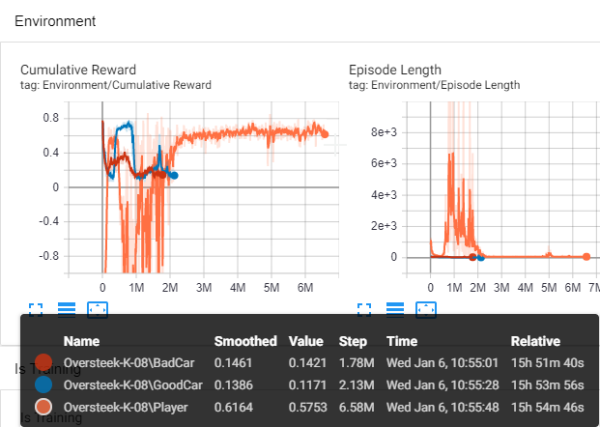 Environment
Cumulative Reward
tag: Environment/Cumulative Reward
0.8
0.4
0
-0.4
-0.8
0 1M 2M 3M 4M 5M 6M
Episode Length
tag: Environment/Episode Length
8e+3
6e+3
4e+3
2e+3
0
0 1M 2M 3M 4M 5M 6M 7M
Name Smoothed Value Step Time Relative
Oversteek-K-08\BadCar 0.1461 0.1421 1.78M Wed Jan 6, 10:55:01 15h 51m 40s
Oversteek-K-08\GoodCar 0.1386 0.1171 2.13M Wed Jan 6, 10:55:28 15h 53m 56s
Oversteek-K-08\Player 0.6164 0.5753 6.58M Wed Jan 6, 10:55:48 15h 54m 46s
Is Training
Is Training